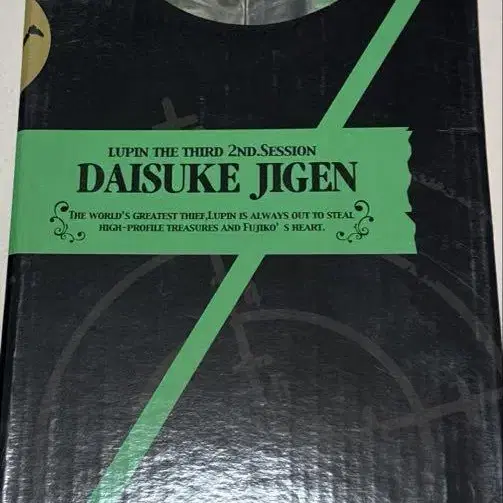 LUPIN THE THIRD 2ND.SESSION
DAISUKE JIGEN
THE WORLD'S GREATEST THIEF,LUPIN IS ALWAYS OUT TO STEAL
HIGH-PROFILE TREASURES AND FUJIKO'S HEART.